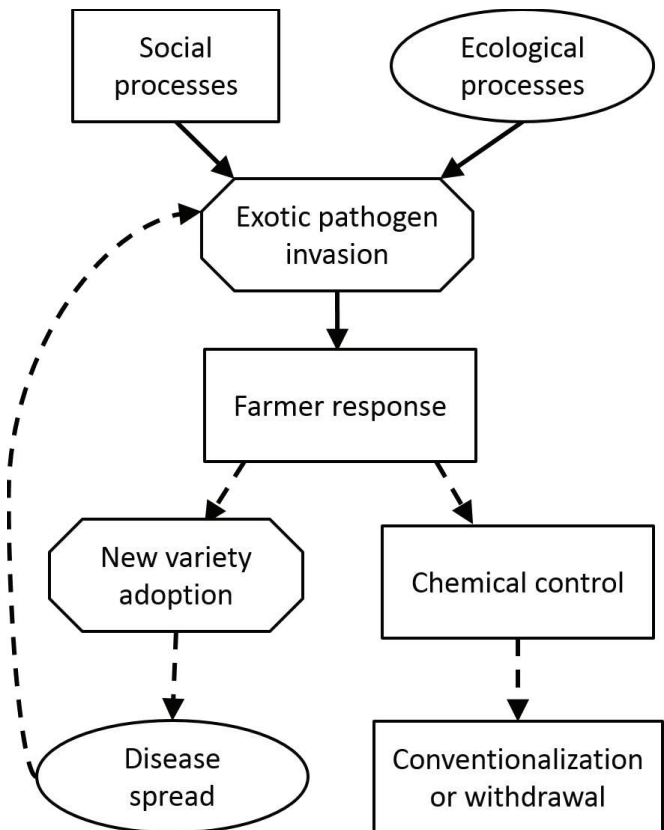 Social
processes
Ecological
processes
Exotic pathogen
invasion
Farmer response
New variety
adoption
Chemical control
Disease
spread
Conventionalization
or withdrawal